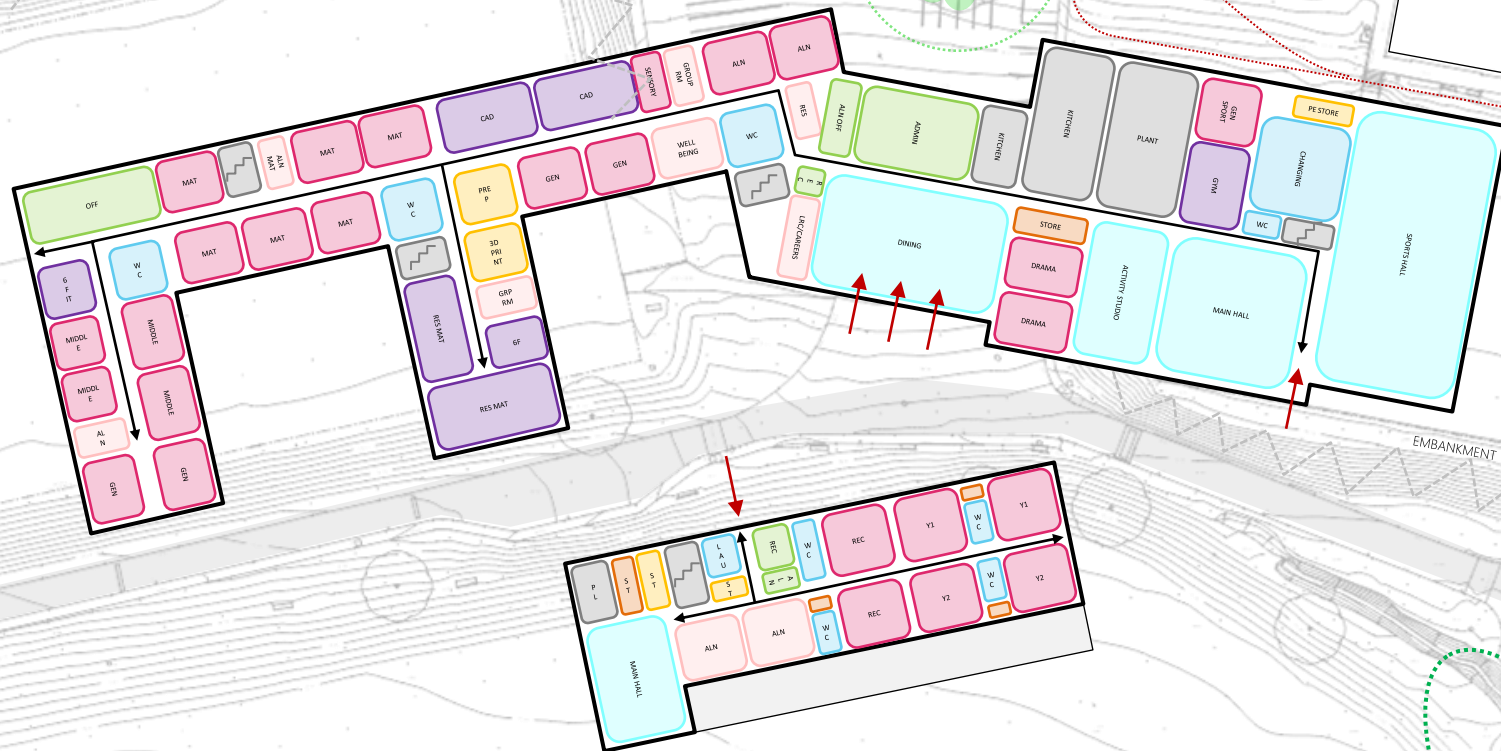 OFF
MAT
ALN
MAT
MAT
MAT
CAD
CAD
SENSORY
GROUP
RM
ALN
ALN
RES
ALN OFF
ADMIN
KITCHEN
KITCHEN
PLANT
GEN
SPORT
PE STORE
CHANGING
GYM
WC
SPORTS HALL
MAT
MAT
MAT
W
C
PRE
P
GEN
GEN
WELL
BEING
WC
REC
LRC/CAREERS
DINING
STORE
DRAMA
DRAMA
ACTIVITY STUDIO
MAIN HALL
6
F
IT
W
C
MIDDL
E
MIDDLE
MIDDL
E
MIDDLE
AL
N
GEN
GEN
RES MAT
3D
PRI
NT
GRP
RM
6F
RES MAT
EMBANKMENT
P
L
S
T
S
T
L
A
U
S
T
REC
A
L
N
W
C
REC
Y1
W
C
Y1
MAIN HALL
ALN
ALN
W
C
REC
Y2
W
C
Y2